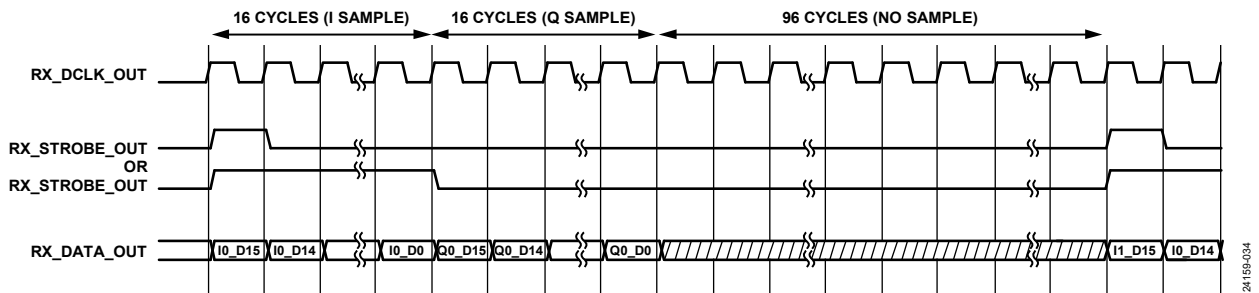 16 CYCLES (I SAMPLE) 16 CYCLES (Q SAMPLE) 96 CYCLES (NO SAMPLE)
RX_DCLK_OUT
RX_STROBE_OUT
OR
RX_STROBE_OUT
RX_DATA_OUT I0_D15 I0_D14 I0_D0 Q0_D15 Q0_D14 Q0_D0 I1_D15 I0_D14
24159-034